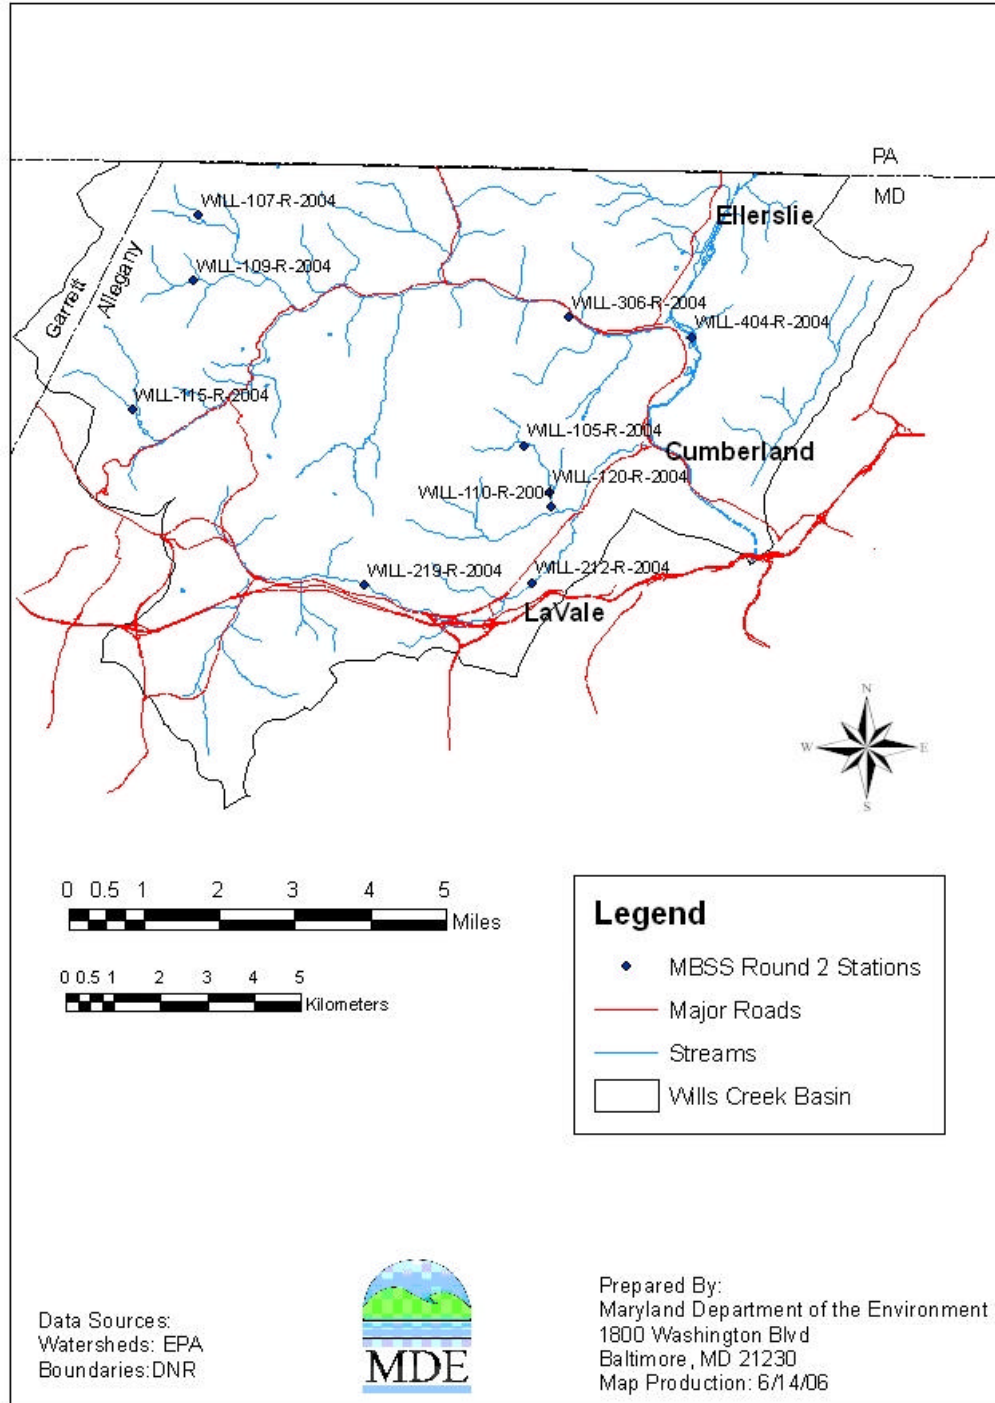 PA
MD
WILL-107-R-2004
Ellerslie
WILL-109-R-2004
Garrett
Allegany
WILL-306-R-2004
WILL-404-R-2004
WILL-115-R-2004
WILL-105-R-2004
Cumberland
WILL-120-R-2004
WILL-110-R-200
WILL-219-R-2004
WILL-212-R-2004
LaVale
N
W E
S
0 0.5 1 2 3 4 5
Miles
0 0.5 1 2 3 4 5
Kilometers
Legend
MBSS Round 2 Stations
Major Roads
Streams
Wills Creek Basin
Data Sources:
Watersheds: EPA
Boundaries:DNR
MDE
Prepared By:
Maryland Department of the Environment
1800 Washington Blvd
Baltimore, MD 21230
Map Production: 6/14/06